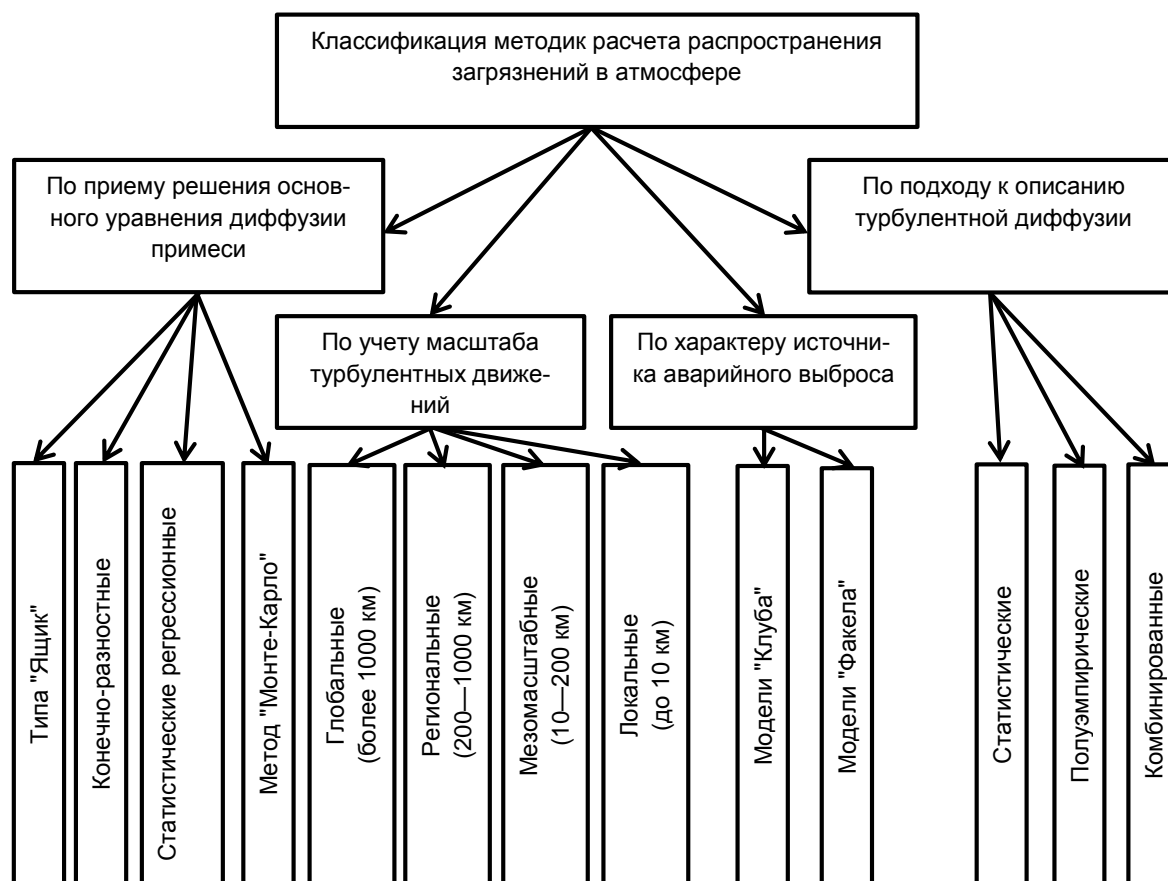 Классификация методик расчета распространения
загрязнений в атмосфере
По приему решения основ-
ного уравнения диффузии
примеси
По подходу к описанию
турбулентной диффузии
По учету масштаба
турбулентных движе-
ний
По характеру источни-
ка аварийного выброса
Типа "Ящик"
Конечно-разностные
Статистические регрессионные
Метод "Монте-Карло"
Глобальные
(более 1000 км)
Региональные
(200—1000 км)
Мезомасштабные
(10—200 км)
Локальные
(до 10 км)
Модели "Клуба"
Модели "Факела"
Статистические
Полуэмпирические
Комбинированные